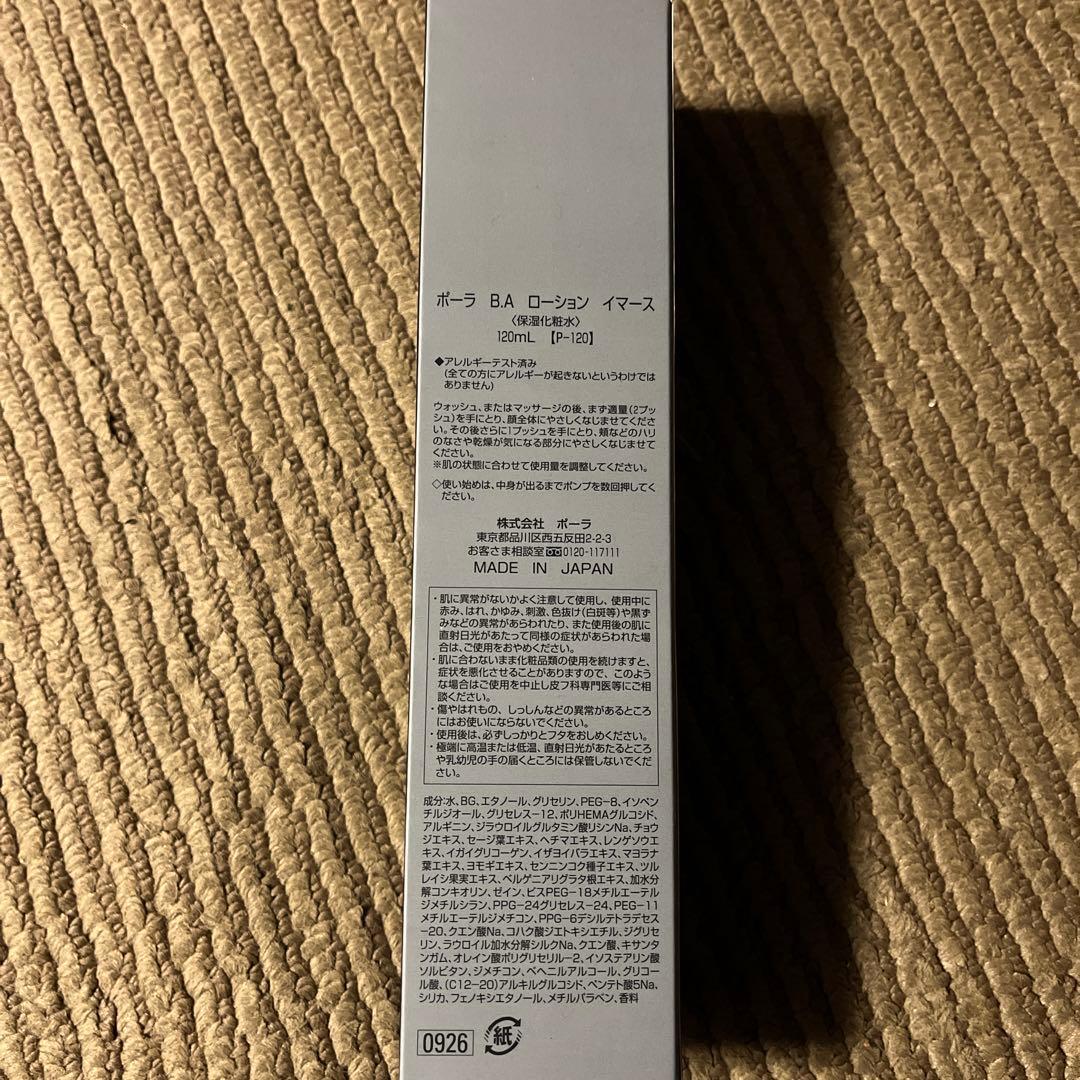 ポーラ B.A ローション イマース
〈保湿化粧水〉
120mL 【P-120】
◆アレルギーテスト済み
(全ての方にアレルギーが起きないというわけでは
ありません)
ウォッシュ、またはマッサージの後、まず適量(2プッ
シュ)を手にとり、顔全体にやさしくなじませてくださ
い。その後さらに1プッシュを手にとり、頬などのハリ
のなさや乾燥が気になる部分にやさしくなじませて
ください。
※肌の状態に合わせて使用量を調整してください。
◇使い始めは、中身が出るまでポンプを数回押してく
ださい。
株式会社 ポーラ
東京都品川区西五反田2-2-3
お客さま相談室 0120-117111
MADE IN JAPAN
・肌に異常がないかよく注意して使用し、使用中に
赤み、はれ、かゆみ、刺激、色抜け(白斑等)や黒ず
みなどの異常があらわれたり、また使用後の肌に
直射日光があたって同様の症状があらわれた場
合は、ご使用をおやめください。
・肌に合わないまま化粧品類の使用を続けますと、
症状を悪化させることがありますので、このよう
な場合はご使用を中止し皮フ科専門医等にご相
談ください。
・傷やはれもの、しっしんなどの異常があるところ
にはお使いにならないでください。
・使用後は、必ずしっかりとフタをおしめください。
・極端に高温または低温、直射日光があたるところ
や乳幼児の手の届くところには保管しないでくだ
さい。
成分:水、BG、エタノール、グリセリン、PEG-8、イソペン
チルジオール、グリセレス-12、ポリHEMAグルコシド、
アルギニン、ジラウロイルグルタミン酸リシンNa、チョウ
ジエキス、セージ葉エキス、ヘチマエキス、レンゲソウエ
キス、イガイグリコーゲン、イザヨイバラエキス、マヨラナ
葉エキス、ヨモギエキス、センニンコク種子エキス、ツル
レイシ果実エキス、ベルゲニアリグラタ根エキス、加水分
解コンキオリン、ゼイン、ビスPEG-18メチルエーテル
ジメチルシラン、PPG-24グリセレス-24、PEG-11
メチルエーテルジメチコン、PPG-6デシルテトラデセス
-20、クエン酸Na、コハク酸ジエトキシエチル、ジグリセ
リン、ラウロイル加水分解シルクNa、クエン酸、キサンタ
ンガム、オレイン酸ポリグリセリル-2、イソステアリン酸
ソルビタン、ジメチコン、ベヘニルアルコール、グリコー
ル酸、(C12-20)アルキルグルコシド、ペンテト酸5Na、
シリカ、フェノキシエタノール、メチルパラベン、香料
0926
紙